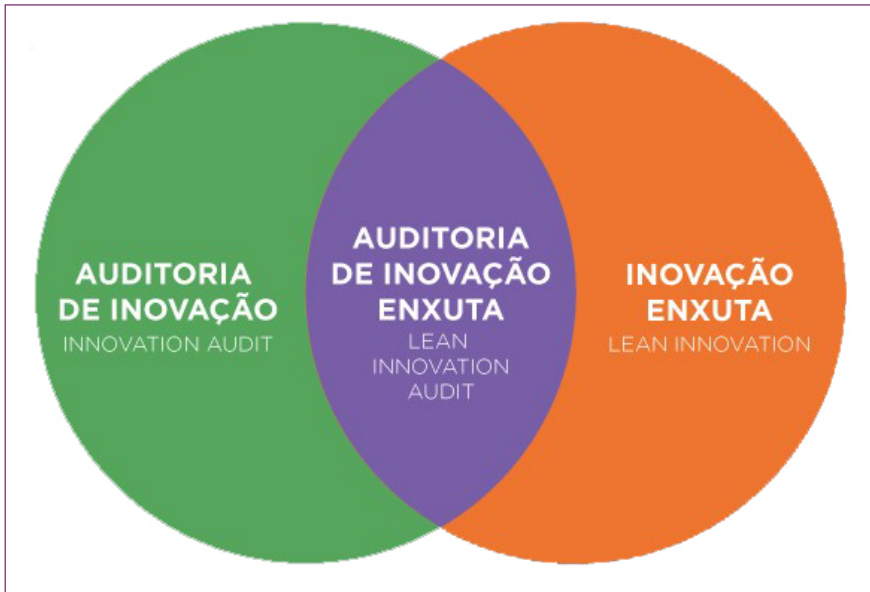 AUDITORIA
DE INOVAÇÃO
INNOVATION AUDIT
AUDITORIA
DE INOVAÇÃO
ENXUTA
LEAN
INNOVATION
AUDIT
INOVAÇÃO
ENXUTA
LEAN INNOVATION